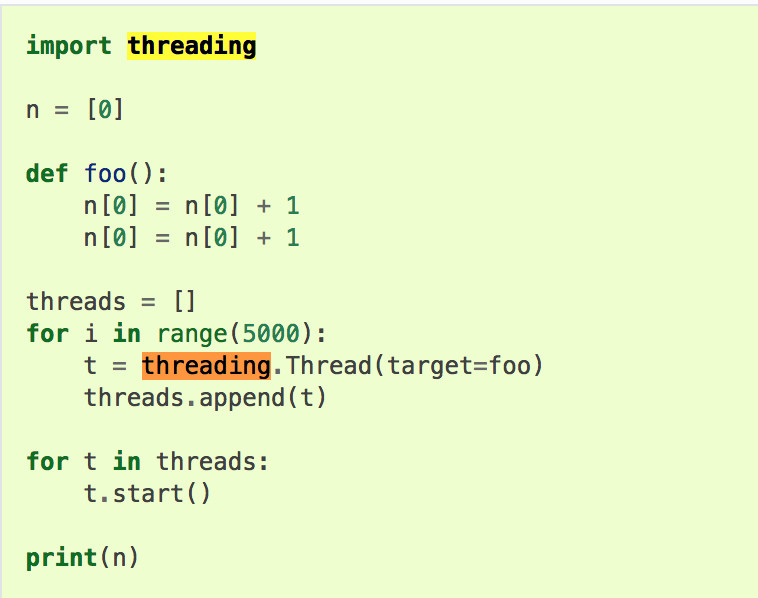 import threading
n = [0]
def foo():
    n[0] = n[0] + 1
    n[0] = n[0] + 1
threads = []
for i in range(5000):
    t = threading.Thread(target=foo)
    threads.append(t)
for t in threads:
    t.start()
print(n)